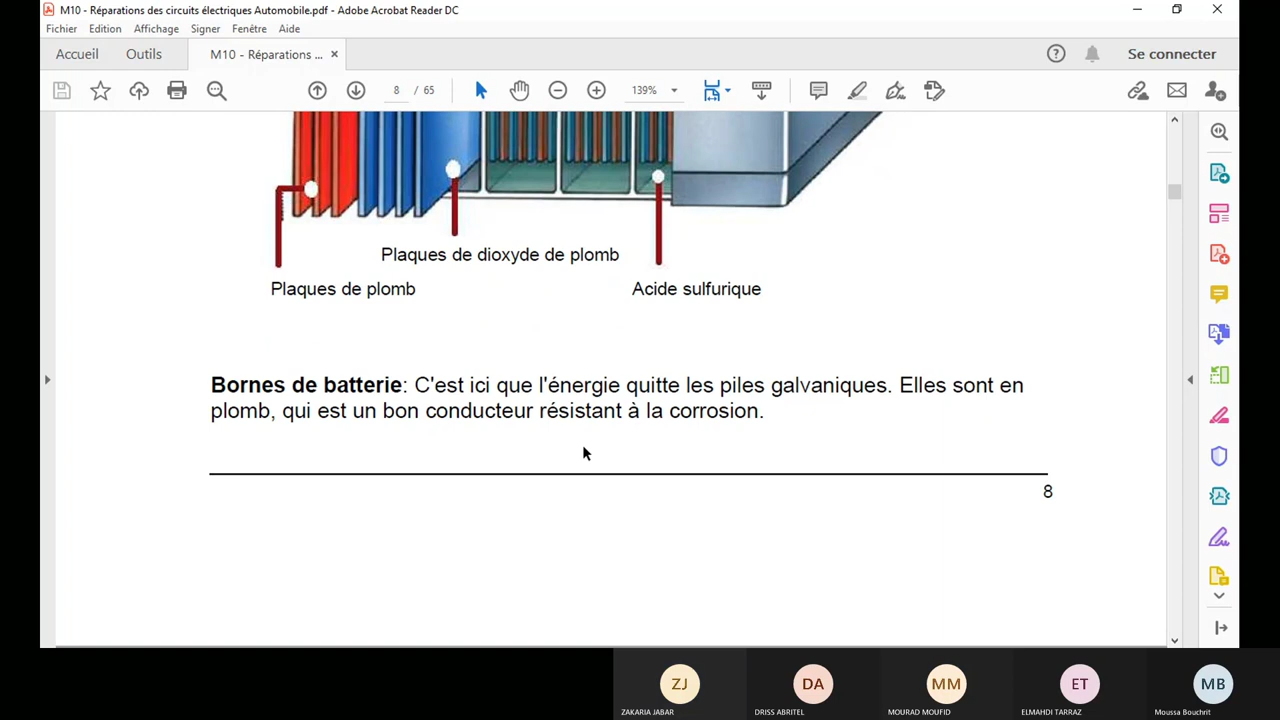 M10 - Réparations des circuits électriques Automobile.pdf - Adobe Acrobat Reader DC
Fichier Edition Affichage Signer Fenêtre Aide
Accueil Outils M10 - Réparations ... × Se connecter
8 / 65 139%
Plaques de dioxyde de plomb
Plaques de plomb Acide sulfurique
Bornes de batterie: C'est ici que l'énergie quitte les piles galvaniques. Elles sont en
plomb, qui est un bon conducteur résistant à la corrosion.
8
ZJ DA MM ET MB
ZAKARIA JABAR DRISS ABRITEL MOURAD MOUFID ELMAHDI TARRAZ Moussa Bouchrit